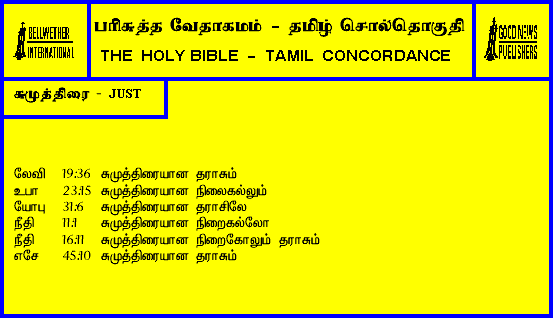 BELLWETHER
INTERNATIONAL
பரிசுத்த வேதாகமம் - தமிழ் சொல்தொகுதி
THE HOLY BIBLE - TAMIL CONCORDANCE
GOOD NEWS
PUBLISHERS
சுமுத்திரை - JUST
லேவி 19:36 சுமுத்திரையான தராசும்
உபா 23:15 சுமுத்திரையான நிலைகல்லும்
யோபு 31:6 சுமுத்திரையான தராசிலே
நீதி 11:1 சுமுத்திரையான நிறைகல்லோ
நீதி 16:11 சுமுத்திரையான நிறைகோலும் தராசும்
எசே 45:10 சுமுத்திரையான தராசும்